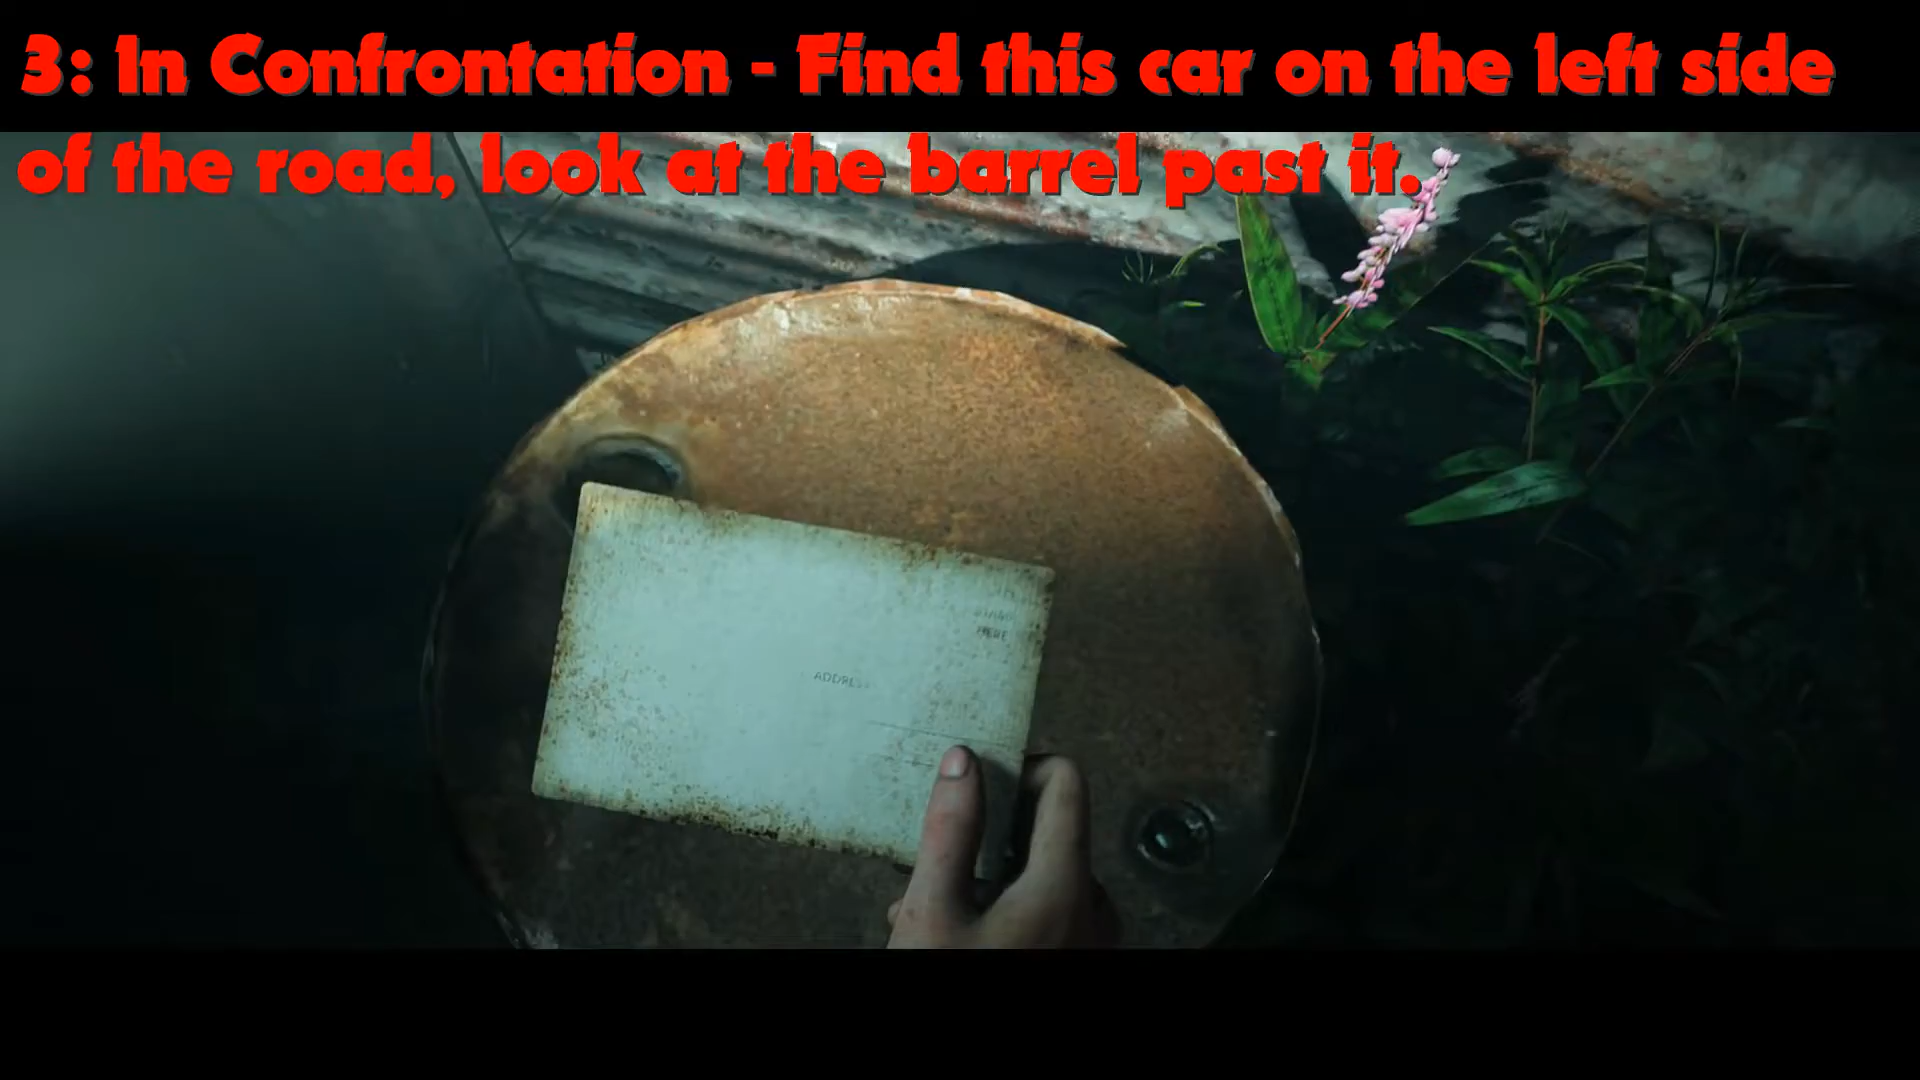 3: In Confrontation - Find this car on the left side
of the road, look at the barrel past it.
HERE
ADDRESS